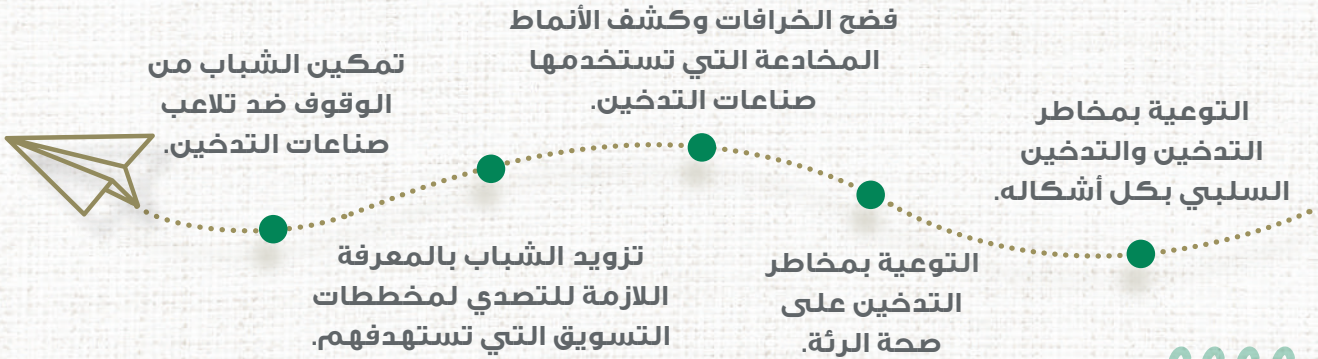 التوعية بمخاطر
التدخين والتدخين
السلبي بكل أشكاله.
التوعية بمخاطر
التدخين على
صحة الرئة.
فضح الخرافات وكشف الأنماط
المخادعة التي تستخدمها
صناعات التدخين.
تزويد الشباب بالمعرفة
اللازمة للتصدي لمخططات
التسويق التي تستهدفهم.
تمكين الشباب من
الوقوف ضد تلاعب
صناعات التدخين.